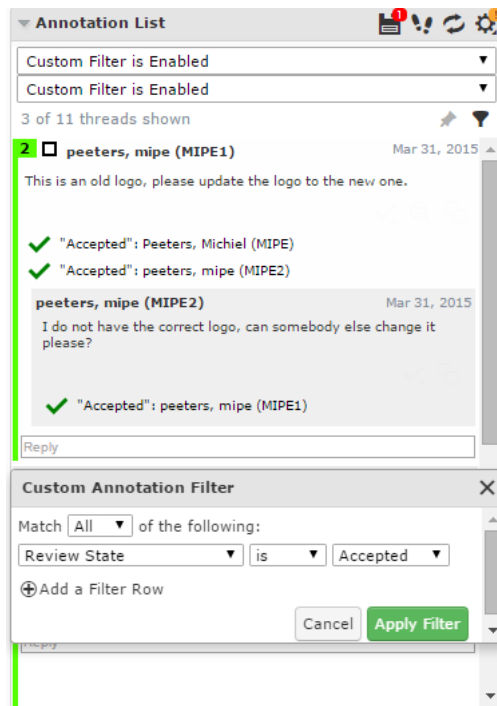 Annotation List
1
Custom Filter is Enabled
Custom Filter is Enabled
3 of 11 threads shown
2 peeters, mipe (MIPE1) Mar 31, 2015
This is an old logo, please update the logo to the new one.
"Accepted": Peeters, Michiel (MIPE)
"Accepted": peeters, mipe (MIPE2)
peeters, mipe (MIPE2) Mar 31, 2015
I do not have the correct logo, can somebody else change it
please?
"Accepted": peeters, mipe (MIPE1)
Reply
Custom Annotation Filter
Match All of the following:
Review State is Accepted
Add a Filter Row
Cancel Apply Filter
Reply